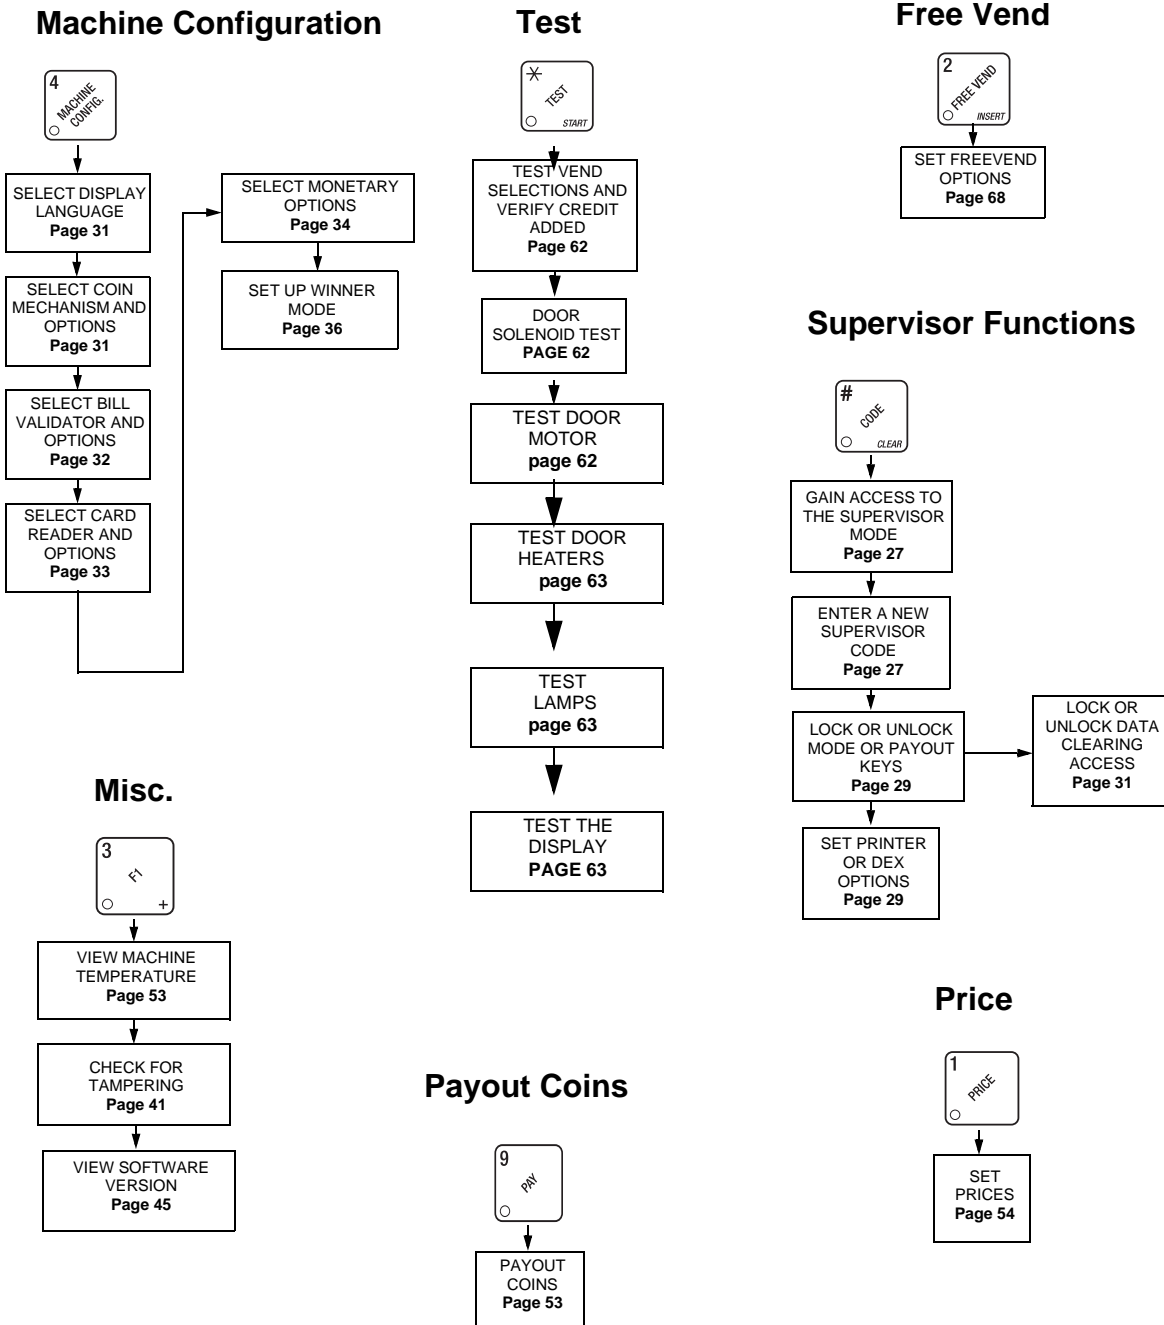 Machine Configuration
4
MACHINE
CONFIG.
SELECT DISPLAY
LANGUAGE
Page 31
SELECT COIN
MECHANISM AND
OPTIONS
Page 31
SELECT BILL
VALIDATOR AND
OPTIONS
Page 32
SELECT CARD
READER AND
OPTIONS
Page 33
SELECT MONETARY
OPTIONS
Page 34
SET UP WINNER
MODE
Page 36
Test
TEST
START
TEST VEND
SELECTIONS AND
VERIFY CREDIT
ADDED
Page 62
DOOR
SOLENOID TEST
PAGE 62
TEST DOOR
MOTOR
page 62
TEST DOOR
HEATERS
page 63
TEST
LAMPS
page 63
TEST THE
DISPLAY
PAGE 63
Free Vend
2
FREE VEND
INSERT
SET FREEVEND
OPTIONS
Page 68
Supervisor Functions
#
CODE
CLEAR
GAIN ACCESS TO
THE SUPERVISOR
MODE
Page 27
ENTER A NEW
SUPERVISOR
CODE
Page 27
LOCK OR UNLOCK
MODE OR PAYOUT
KEYS
Page 29
LOCK OR
UNLOCK DATA
CLEARING
ACCESS
Page 31
SET PRINTER
OR DEX
OPTIONS
Page 29
Misc.
3
F1
+
VIEW MACHINE
TEMPERATURE
Page 53
CHECK FOR
TAMPERING
Page 41
VIEW SOFTWARE
VERSION
Page 45
Payout Coins
9
PAY
PAYOUT
COINS
Page 53
Price
1
PRICE
SET
PRICES
Page 54